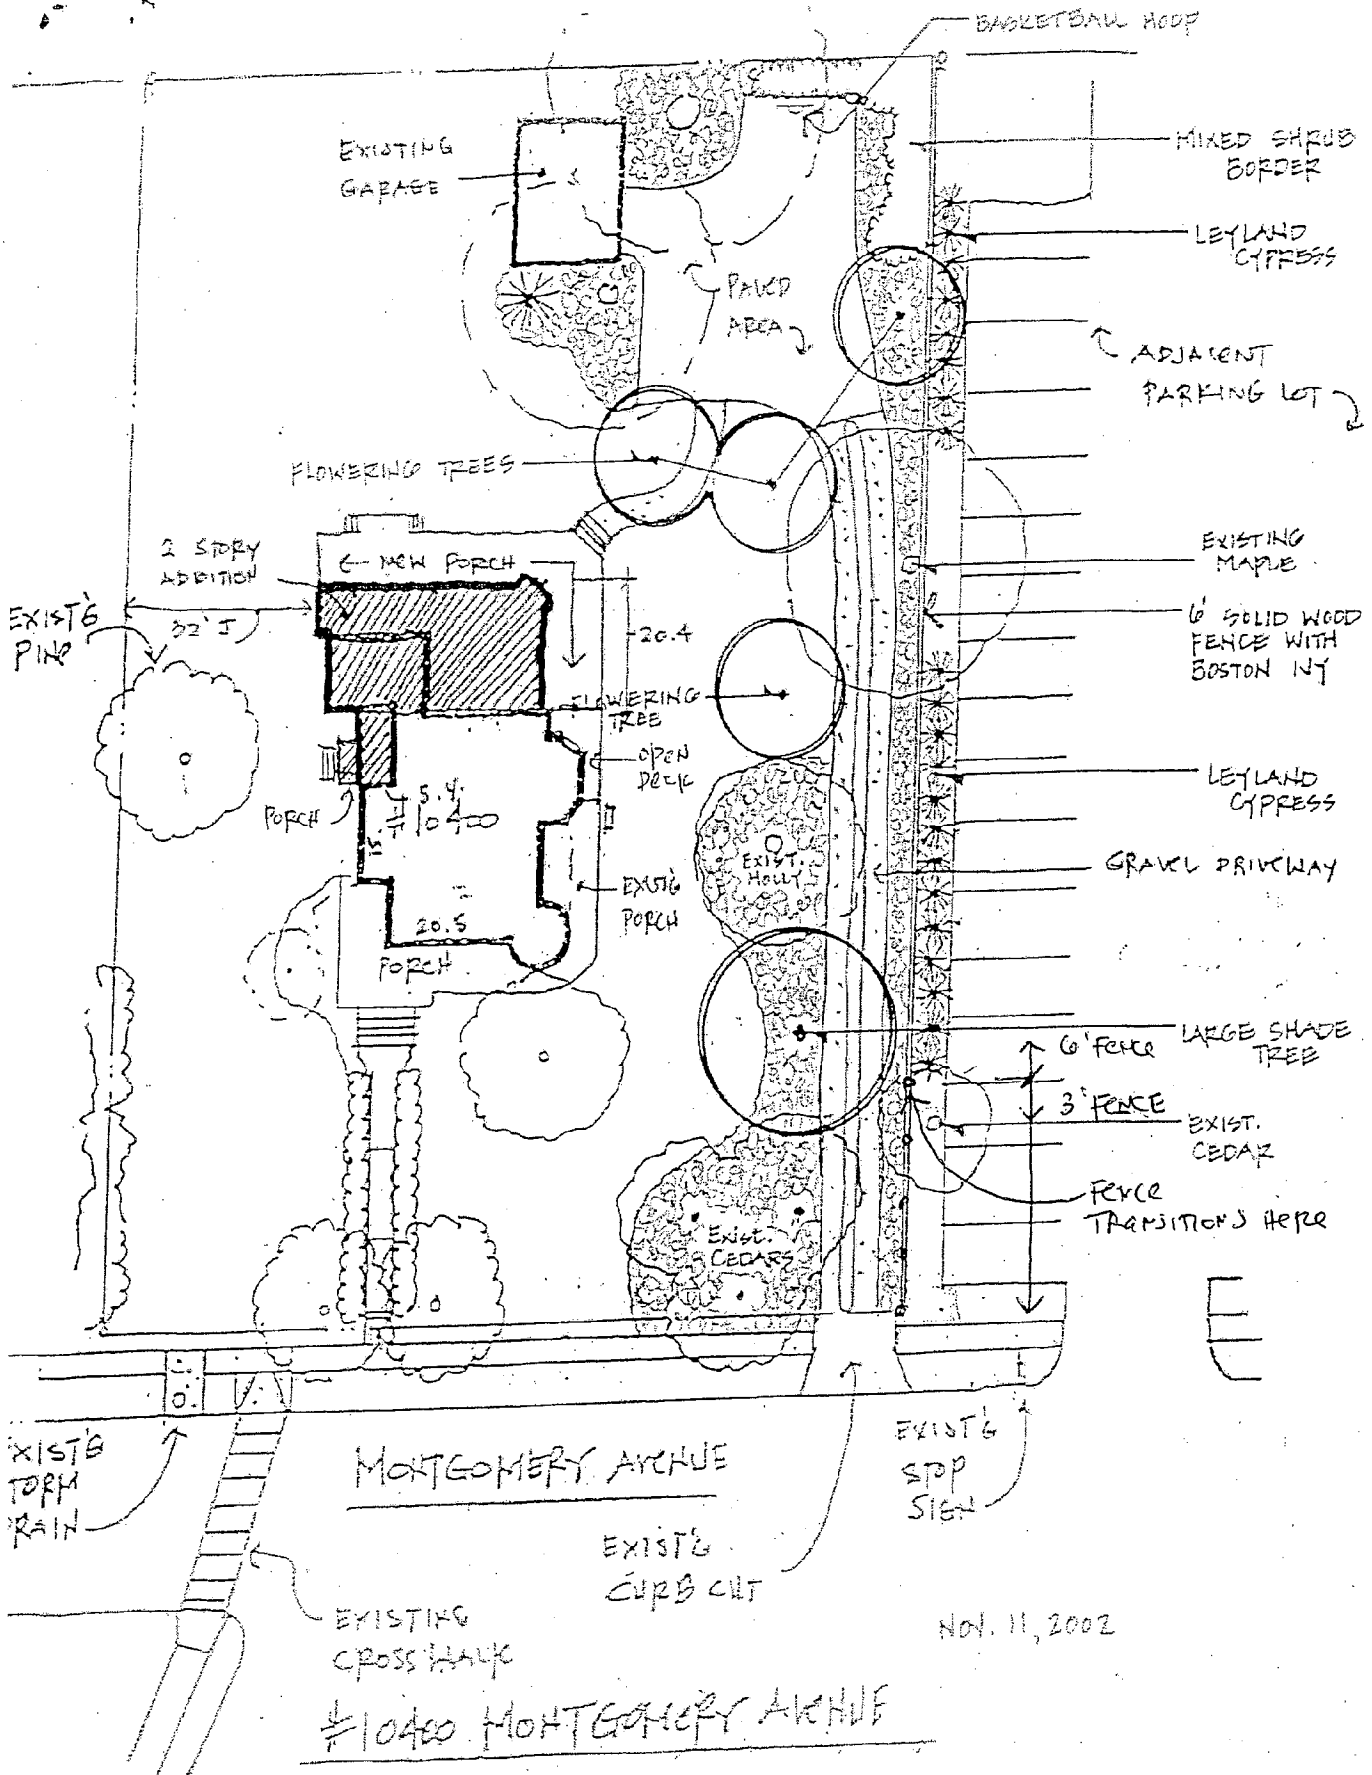 BASKETBALL HOOP
EXISTING
GARAGE
MIXED SHRUB
BORDER
LEYLAND
CYPRESS
PAVED
AREA
ADJACENT
PARKING LOT
FLOWERING TREES
2 STORY
ADDITION
← NEW PORCH
EXISTING
MAPLE
EXIST'G
PINE
32'
20.4
6' SOLID WOOD
FENCE WITH
BOSTON IVY
FLOWERING
TREE
OPEN
DECK
LEYLAND
CYPRESS
PORCH
5.4
#10400
15.
EXIST.
HOLLY
GRAVEL DRIVEWAY
EXIST'G
PORCH
20.5
PORCH
LARGE SHADE
TREE
6' FENCE
3' FENCE
EXIST.
CEDAR
FENCE
TRANSITIONS HERE
EXIST.
CEDARS
XIST'G
TORM
RAIN
MONTGOMERY AVENUE
EXIST'G
STOP
SIGN
EXIST'G
CURB CUT
EXISTING
CROSSWALK
NOV. 11, 2002
#10400 MONTGOMERY AVENUE